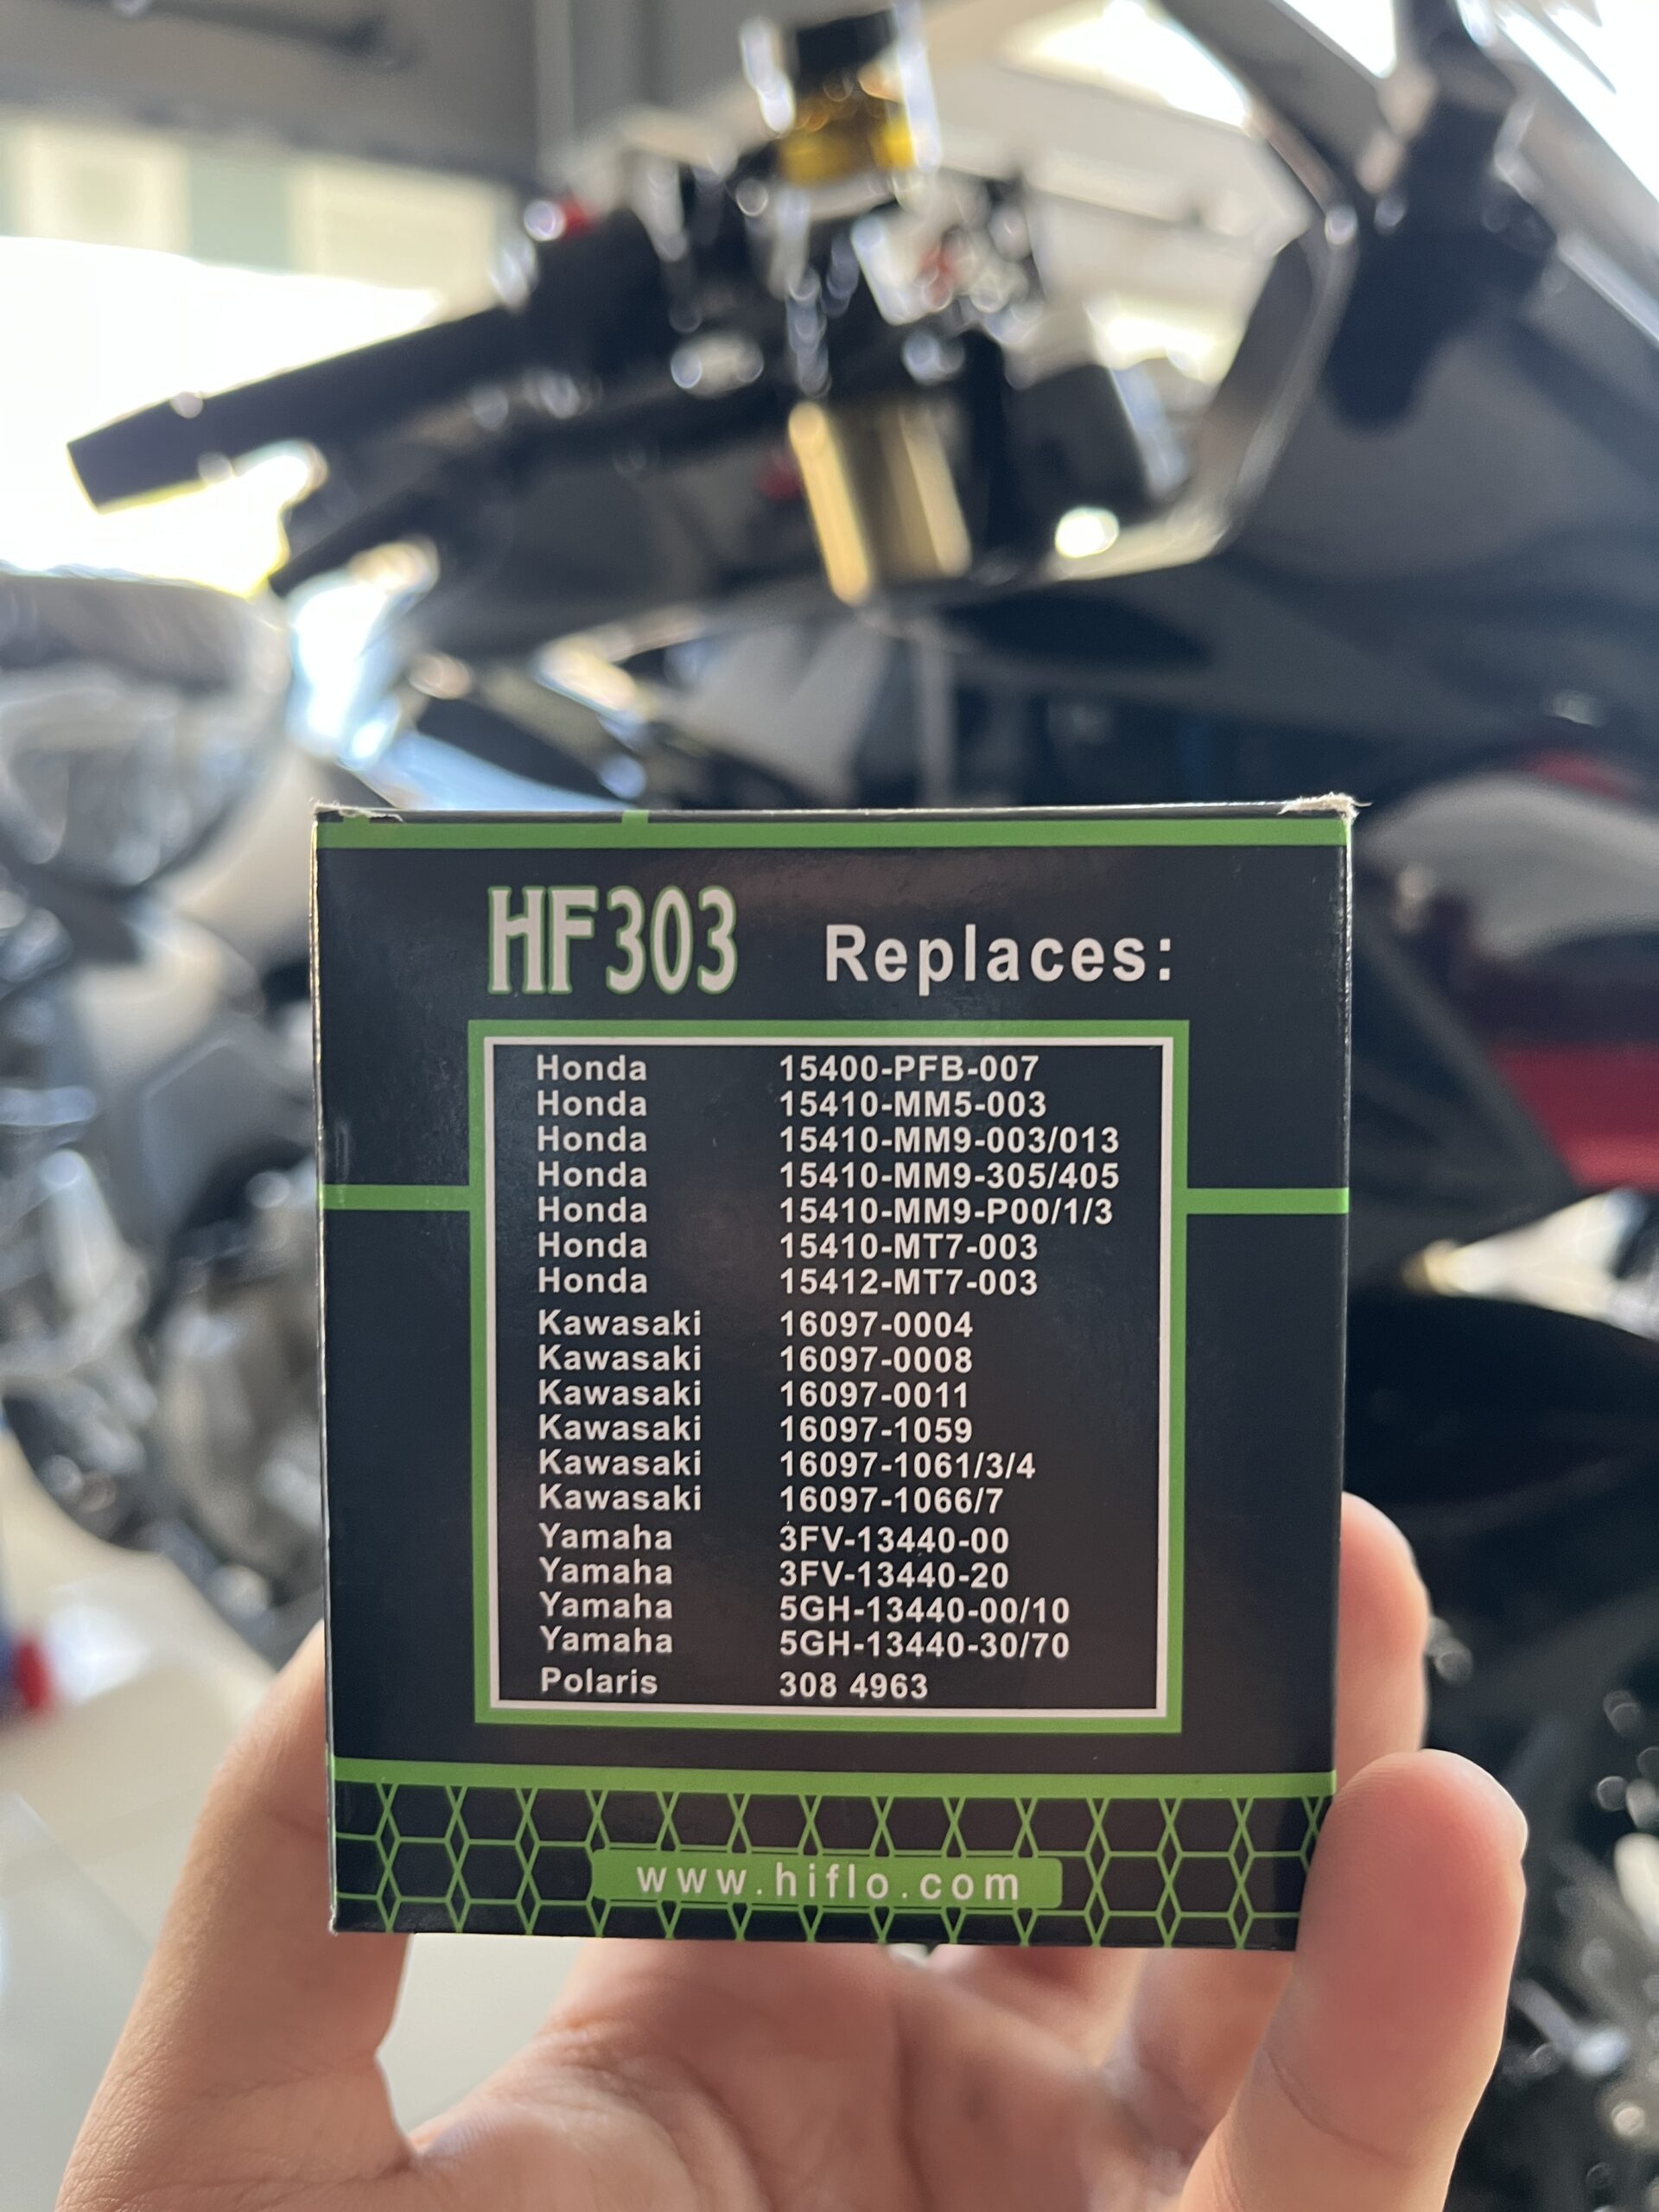 HF303 Replaces:
Honda 15400-PFB-007
Honda 15410-MM5-003
Honda 15410-MM9-003/013
Honda 15410-MM9-305/405
Honda 15410-MM9-P00/1/3
Honda 15410-MT7-003
Honda 15412-MT7-003
Kawasaki 16097-0004
Kawasaki 16097-0008
Kawasaki 16097-0011
Kawasaki 16097-1059
Kawasaki 16097-1061/3/4
Kawasaki 16097-1066/7
Yamaha 3FV-13440-00
Yamaha 3FV-13440-20
Yamaha 5GH-13440-00/10
Yamaha 5GH-13440-30/70
Polaris 308 4963
www.hiflo.com